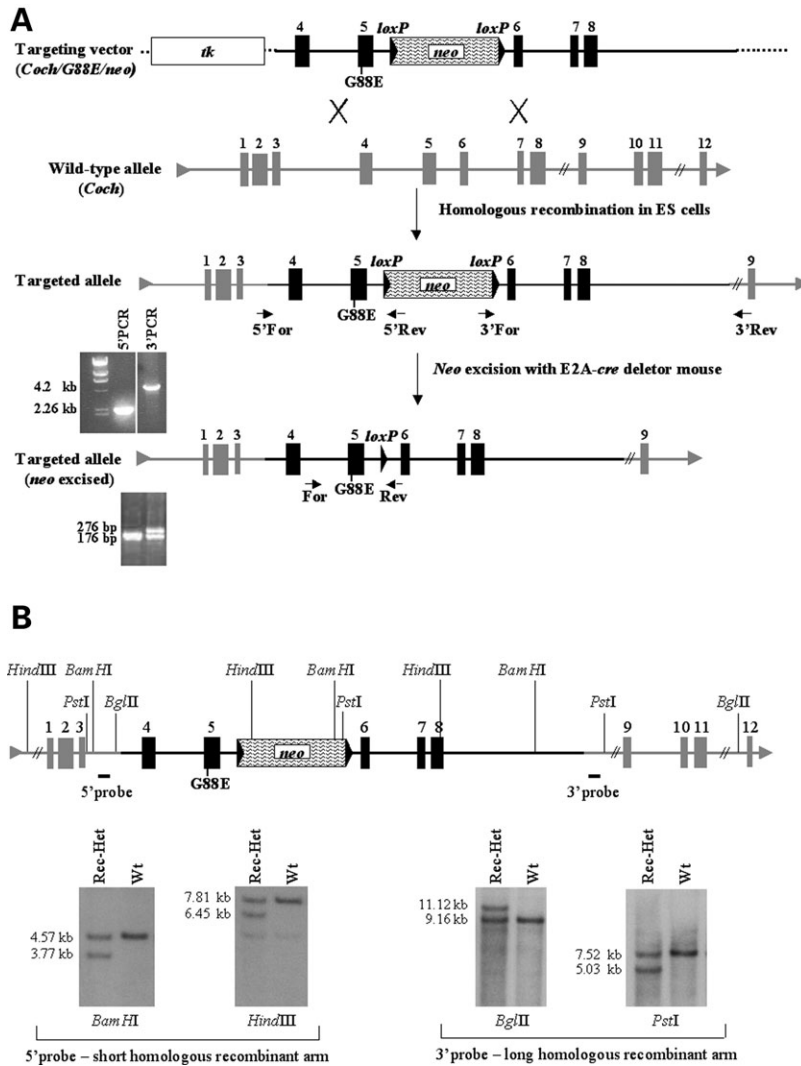 A
loxP loxP
4 5 6 7 8
Targeting vector
(Coch/G88E/neo)
tk neo
G88E
1 2 3 4 5 6 7 8 9 10 11 12
Wild-type allele
(Coch)
Homologous recombination in ES cells
loxP loxP
1 2 3 4 5 6 7 8 9
Targeted allele
neo
G88E
5'For 5'Rev 3'For 3'Rev
5'PCR 3'PCR
Neo excision with E2A-cre deletor mouse
4.2 kb
2.26 kb
loxP
1 2 3 4 5 6 7 8 9
Targeted allele
(neo excised)
G88E
For Rev
276 bp
176 bp
B
HindIII BamHI HindIII BamHI HindIII BamHI
PstI BglII PstI PstI BglII
1 2 3 4 5 6 7 8 9 10 11 12
neo
5'probe G88E 3'probe
Rec-Het Wt Rec-Het Wt Rec-Het Wt Rec-Het Wt
7.81 kb
6.45 kb
4.57 kb
3.77 kb
11.12 kb
9.16 kb
7.52 kb
5.03 kb
BamHI HindIII BglII PstI
5'probe – short homologous recombinant arm
3'probe – long homologous recombinant arm